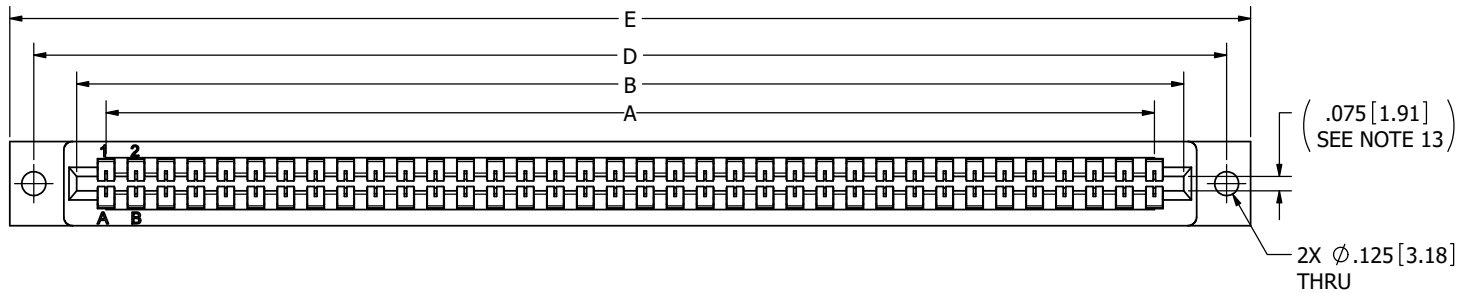 E
D
B
A
.075 [1.91]
SEE NOTE 13
1 2
A B
2X Ø.125 [3.18]
THRU